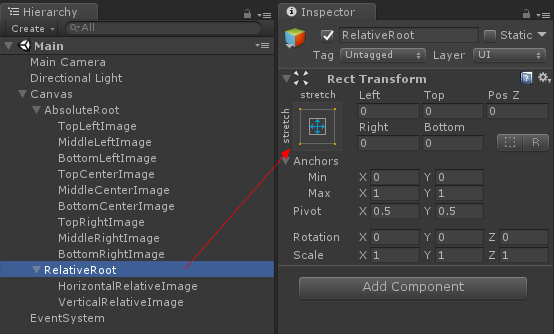 Hierarchy
Create
All
Main
Main Camera
Directional Light
Canvas
AbsoluteRoot
TopLeftImage
MiddleLeftImage
BottomLeftImage
TopCenterImage
MiddleCenterImage
BottomCenterImage
TopRightImage
MiddleRightImage
BottomRightImage
RelativeRoot
HorizontalRelativeImage
VerticalRelativeImage
EventSystem
Inspector
RelativeRoot Static
Tag Untagged Layer UI
Rect Transform
stretch Left Top Pos Z
stretch 0 0 0
Right Bottom
0 0 R
Anchors
Min X 0 Y 0
Max X 1 Y 1
Pivot X 0.5 Y 0.5
Rotation X 0 Y 0 Z 0
Scale X 1 Y 1 Z 1
Add Component